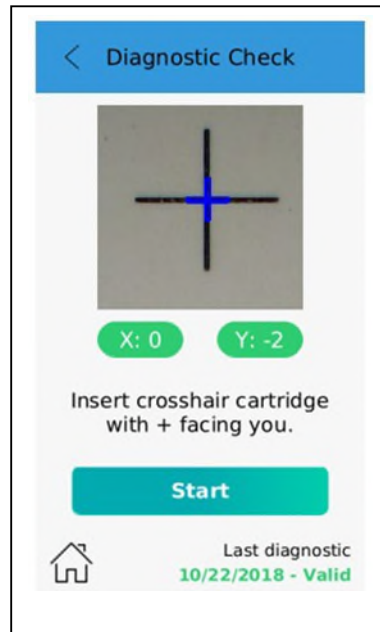 Diagnostic Check
X: 0
Y: -2
Insert crosshair cartridge
with + facing you.
Start
Last diagnostic
10/22/2018 - Valid